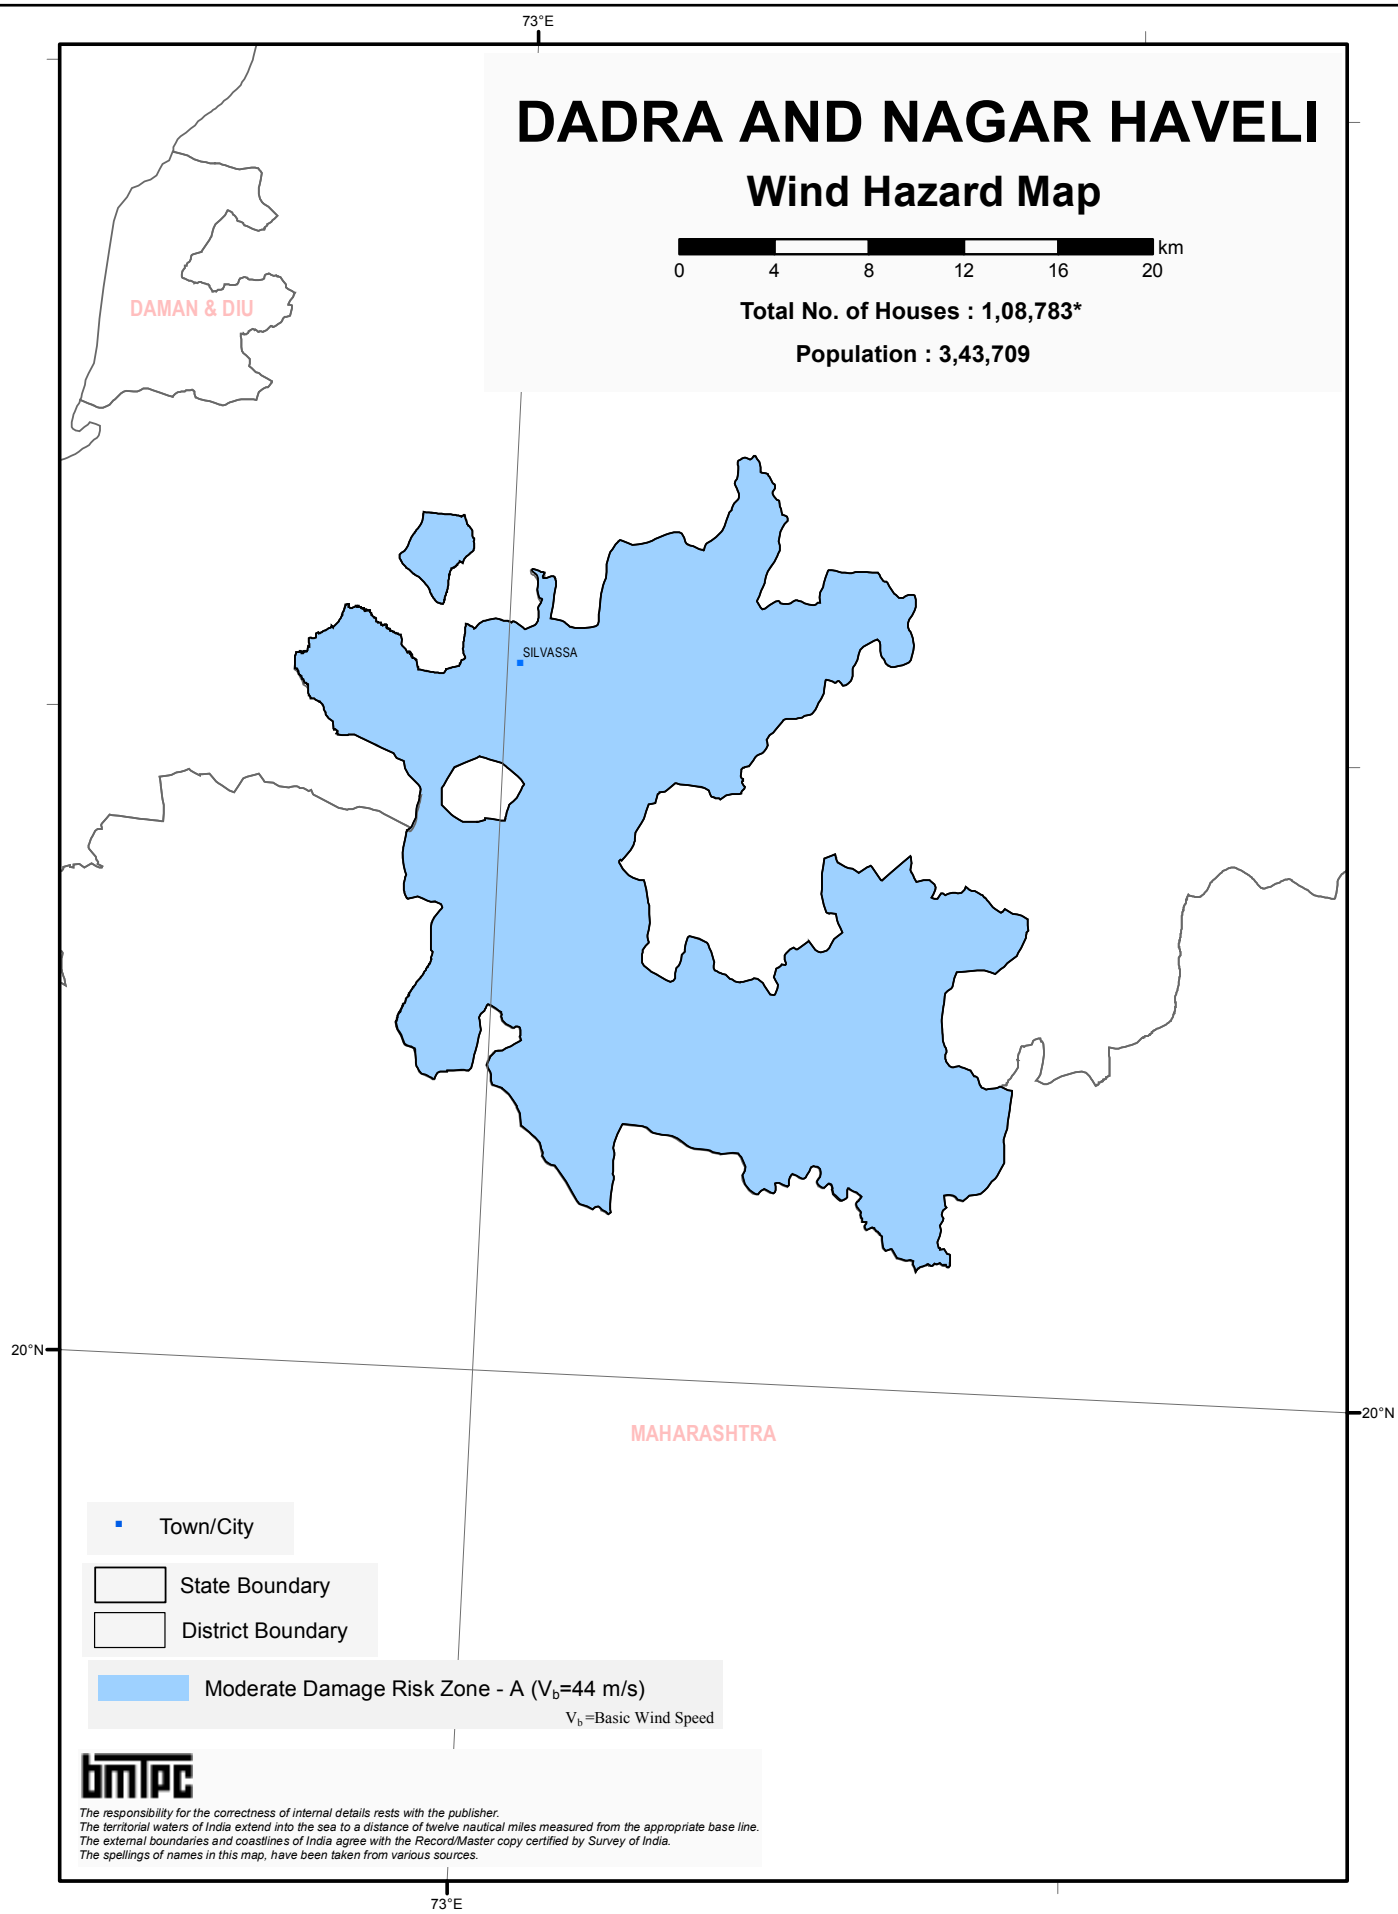 73°E
DADRA AND NAGAR HAVELI
Wind Hazard Map
km
0 4 8 12 16 20
Total No. of Houses : 1,08,783*
Population : 3,43,709
DAMAN & DIU
SILVASSA
20°N
20°N
MAHARASHTRA
Town/City
State Boundary
District Boundary
Moderate Damage Risk Zone - A (Vb=44 m/s)
Vb=Basic Wind Speed
bmTpc
The responsibility for the correctness of internal details rests with the publisher.
The territorial waters of India extend into the sea to a distance of twelve nautical miles measured from the appropriate base line.
The external boundaries and coastlines of India agree with the Record/Master copy certified by Survey of India.
The spellings of names in this map, have been taken from various sources.
73°E